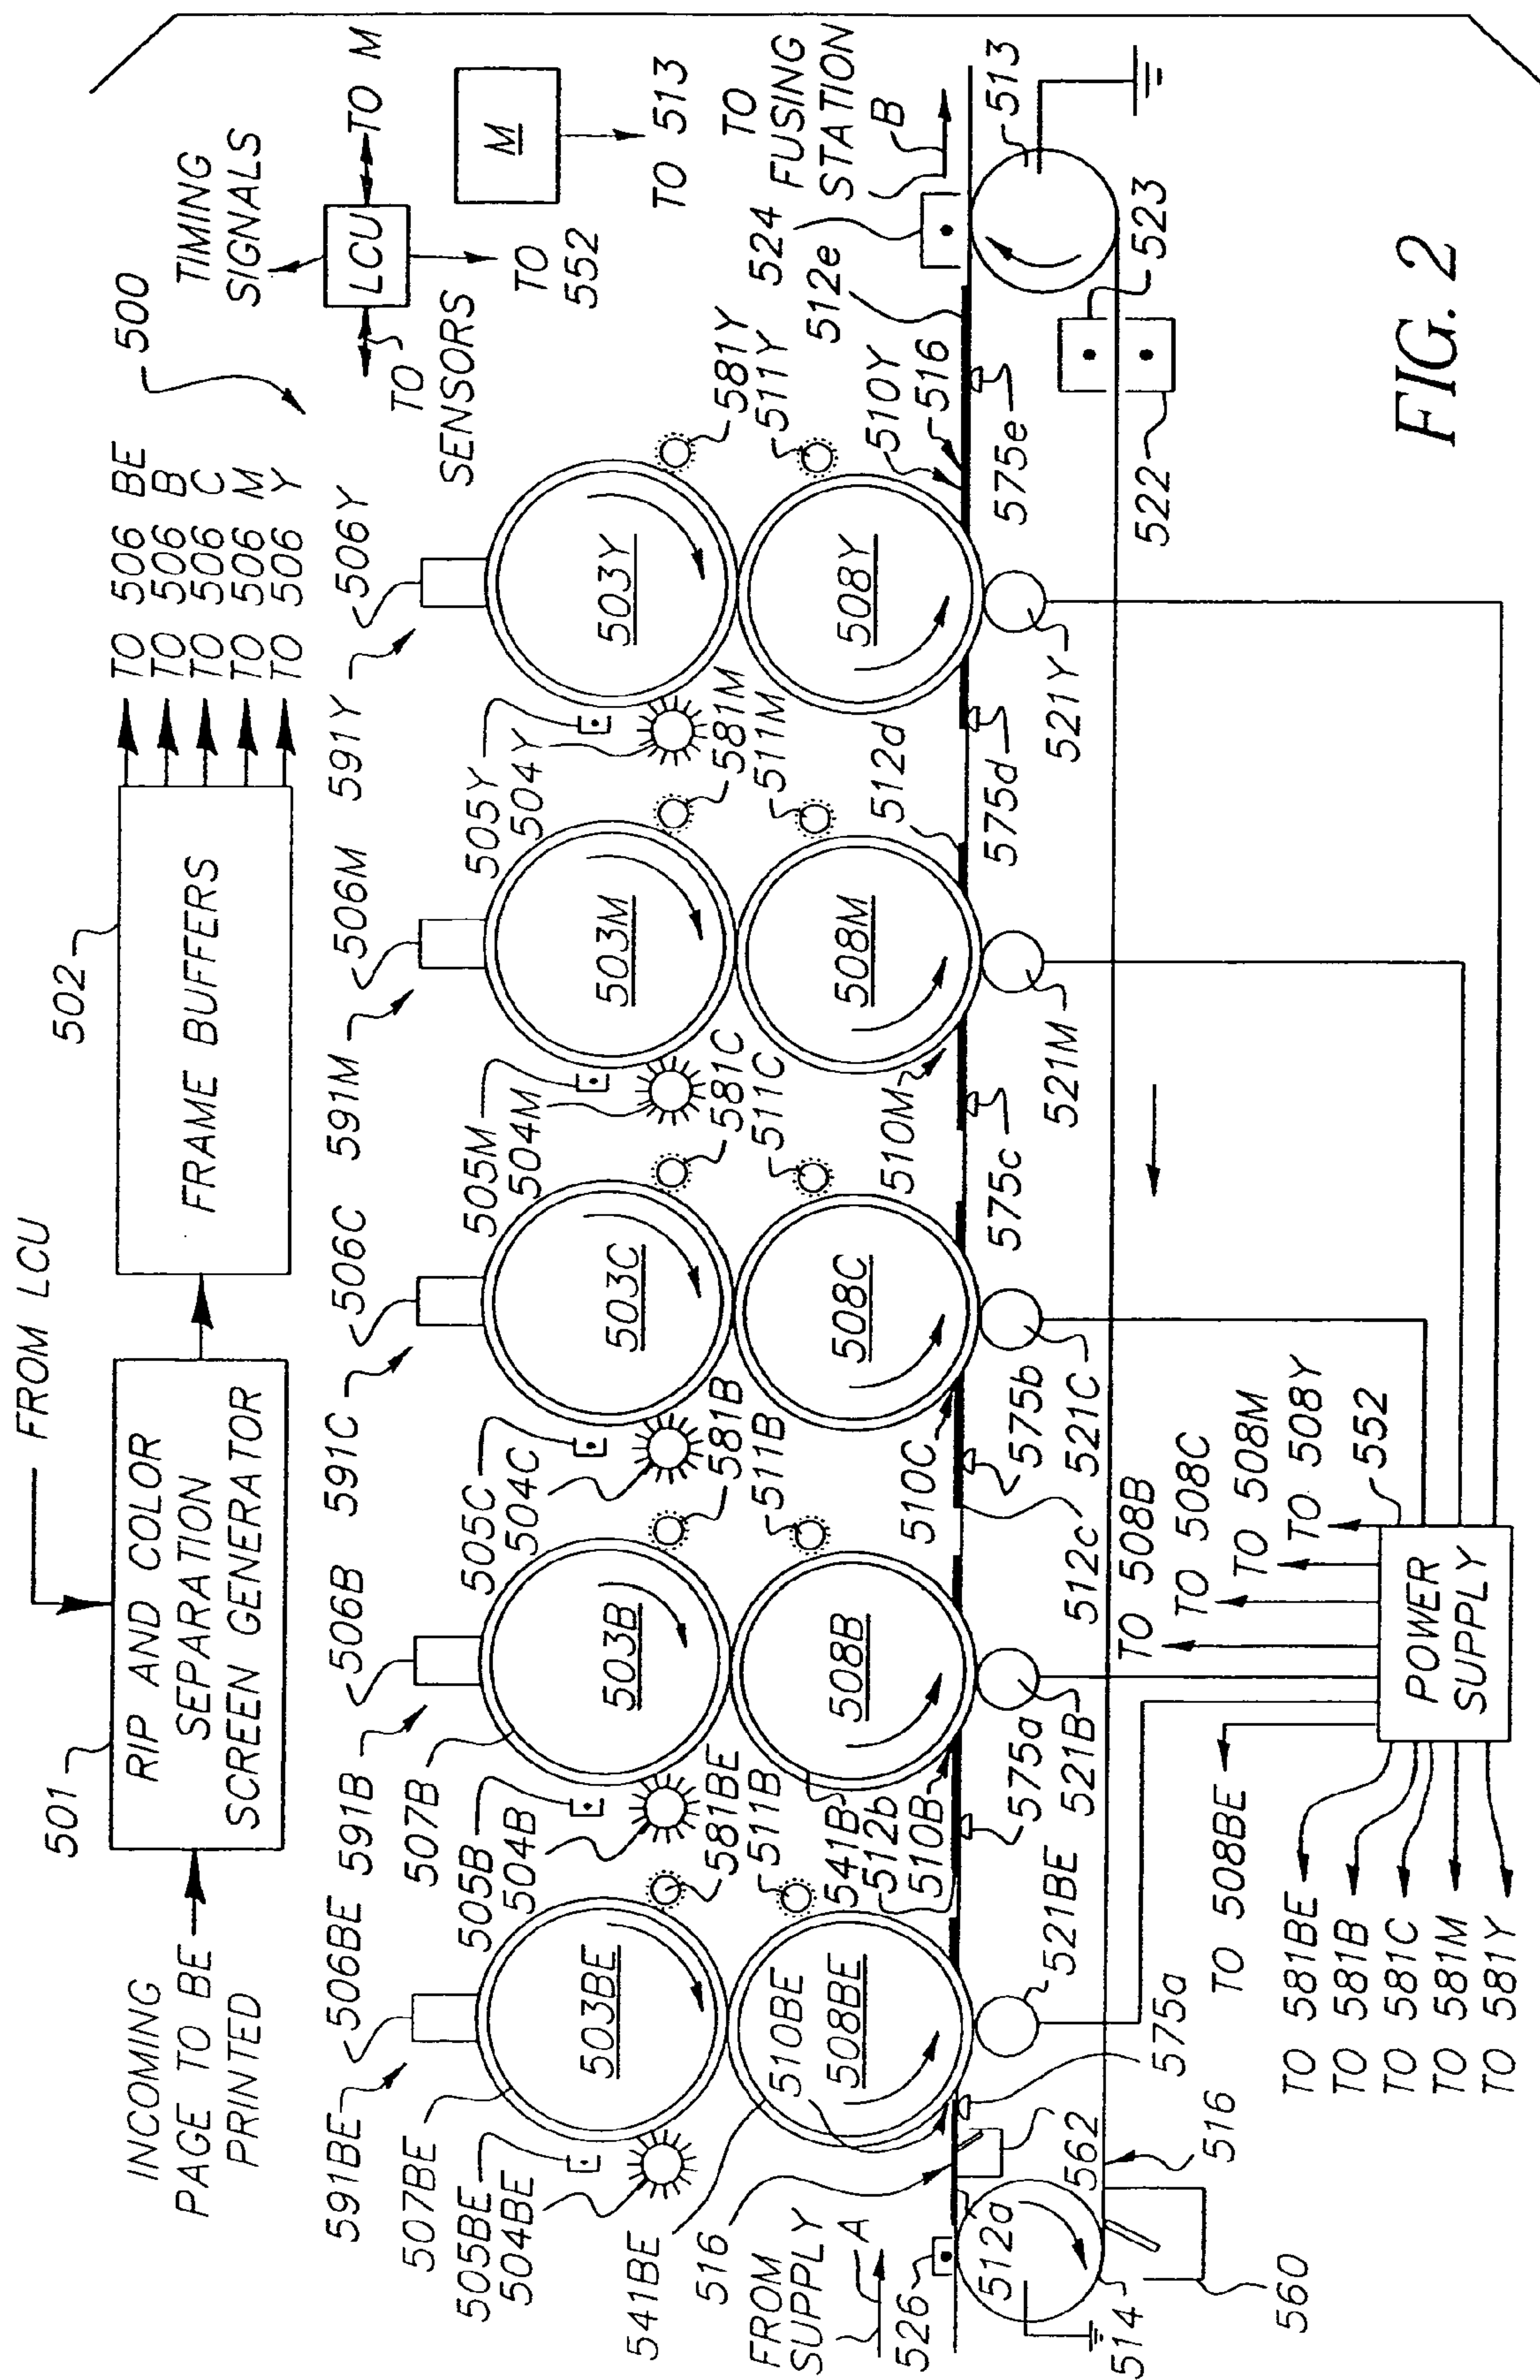 FROM LCU
501
RIP AND COLOR
SEPARATION
SCREEN GENERATOR
INCOMING
PAGE TO BE
PRINTED
502
FRAME BUFFERS
TO 506 BE
TO 506 B
TO 506 C
TO 506 M
TO 506 Y
500
TIMING
SIGNALS
LCU
TO M
TO
SENSORS
TO
552
M
TO 513
591BE
506BE
591B
506B
591C
506C
591M
506M
591Y
506Y
507BE
507B
505BE
504BE
505B
504B
505C
504C
505M
504M
505Y
504Y
503BE
503B
503C
503M
503Y
581BE
511B
581B
511B
581C
511C
581M
511M
581Y
511Y
541BE
510BE
508BE
541B
512b
510B
508B
510C
508C
510M
508M
512d
508Y
510Y
516
512e
524
TO
FUSING
STATION
B
513
516
FROM
SUPPLY
A
526
512a
514
560
562
516
575a
521BE
575a
521B
512c
575b
521C
575c
521M
575d
521Y
575e
522
523
TO 508B
TO 508C
TO 508M
TO 508Y
552
POWER
SUPPLY
TO 508BE
TO 581BE
TO 581B
TO 581C
TO 581M
TO 581Y
FIG. 2